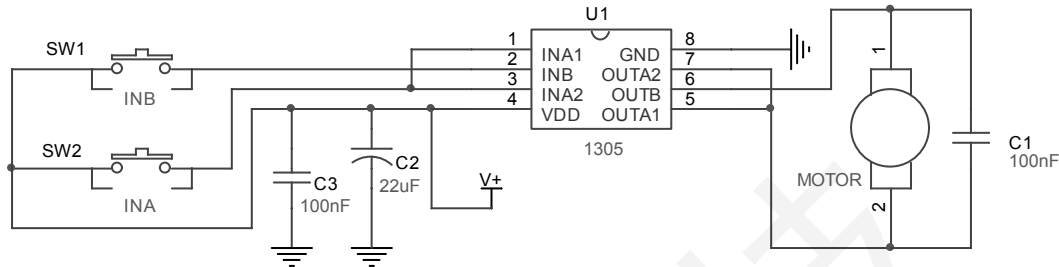 U1
SW1
INB
SW2
INA
1 INA1 GND 8
2 INB OUTA2 7
3 INA2 OUTB 6
4 VDD OUTA1 5
1305
C3
100nF
C2
22uF
V+
1
MOTOR
2
C1
100nF